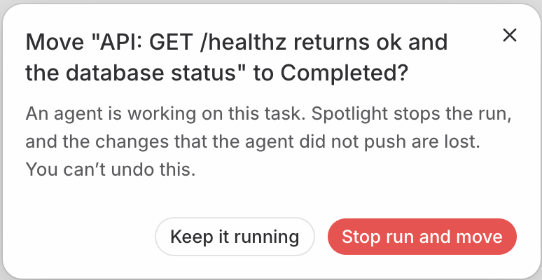 Move "API: GET /healthz returns ok and
the database status" to Completed?
An agent is working on this task. Spotlight stops the run,
and the changes that the agent did not push are lost.
You can’t undo this.
Keep it running
Stop run and move